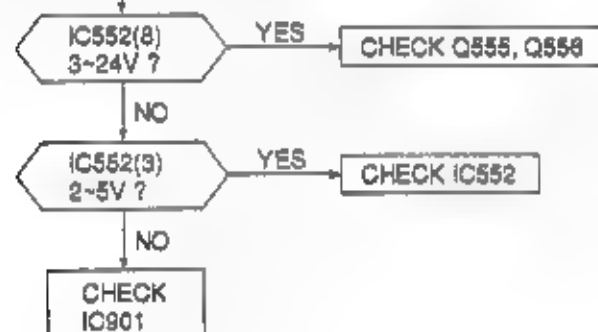 IC552(8)
3~24V ?
YES
CHECK Q555, Q556
NO
IC552(3)
2~5V ?
YES
CHECK IC552
NO
CHECK
IC901